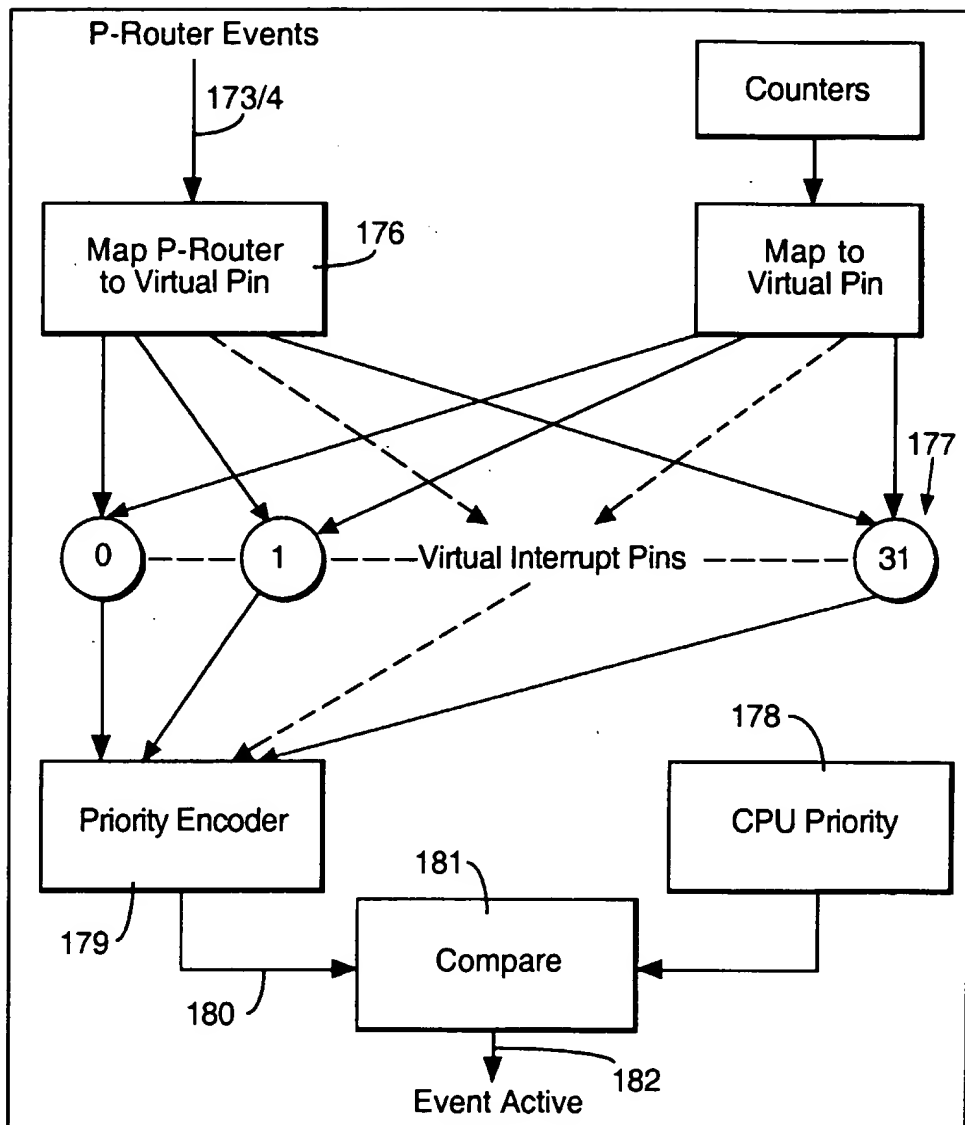 P-Router Events
173/4
Counters
Map P-Router
to Virtual Pin
176
Map to
Virtual Pin
177
0
1
Virtual Interrupt Pins
31
178
Priority Encoder
CPU Priority
179
181
Compare
180
182
Event Active